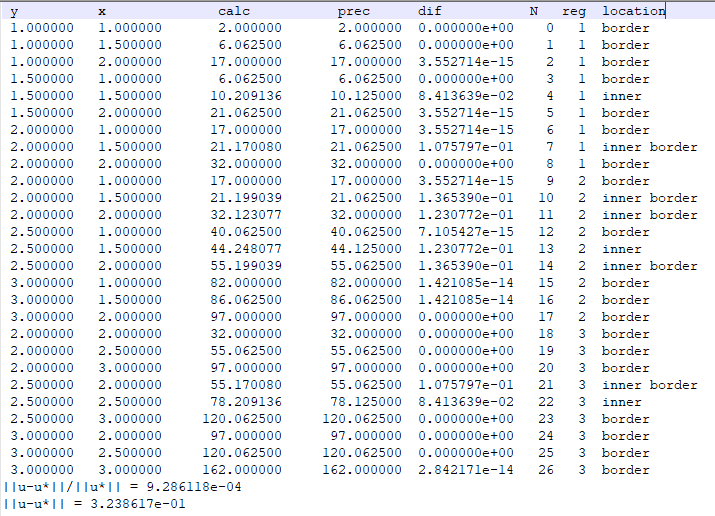 y x calc prec dif N reg location
1.000000 1.000000 2.000000 2.000000 0.000000e+00 0 1 border
1.000000 1.500000 6.062500 6.062500 0.000000e+00 1 1 border
1.000000 2.000000 17.000000 17.000000 3.552714e-15 2 1 border
1.500000 1.000000 6.062500 6.062500 0.000000e+00 3 1 border
1.500000 1.500000 10.209136 10.125000 8.413639e-02 4 1 inner
1.500000 2.000000 21.062500 21.062500 3.552714e-15 5 1 border
2.000000 1.000000 17.000000 17.000000 3.552714e-15 6 1 border
2.000000 1.500000 21.170080 21.062500 1.075797e-01 7 1 inner border
2.000000 2.000000 32.000000 32.000000 0.000000e+00 8 1 border
2.000000 1.000000 17.000000 17.000000 3.552714e-15 9 2 border
2.000000 1.500000 21.199039 21.062500 1.365390e-01 10 2 inner border
2.000000 2.000000 32.123077 32.000000 1.230772e-01 11 2 inner border
2.500000 1.000000 40.062500 40.062500 7.105427e-15 12 2 border
2.500000 1.500000 44.248077 44.125000 1.230772e-01 13 2 inner
2.500000 2.000000 55.199039 55.062500 1.365390e-01 14 2 inner border
3.000000 1.000000 82.000000 82.000000 1.421085e-14 15 2 border
3.000000 1.500000 86.062500 86.062500 1.421085e-14 16 2 border
3.000000 2.000000 97.000000 97.000000 0.000000e+00 17 2 border
2.000000 2.000000 32.000000 32.000000 0.000000e+00 18 3 border
2.000000 2.500000 55.062500 55.062500 0.000000e+00 19 3 border
2.000000 3.000000 97.000000 97.000000 0.000000e+00 20 3 border
2.500000 2.000000 55.170080 55.062500 1.075797e-01 21 3 inner border
2.500000 2.500000 78.209136 78.125000 8.413639e-02 22 3 inner
2.500000 3.000000 120.062500 120.062500 0.000000e+00 23 3 border
3.000000 2.000000 97.000000 97.000000 0.000000e+00 24 3 border
3.000000 2.500000 120.062500 120.062500 0.000000e+00 25 3 border
3.000000 3.000000 162.000000 162.000000 2.842171e-14 26 3 border
||u-u*||/||u*|| = 9.286118e-04
||u-u*|| = 3.238617e-01